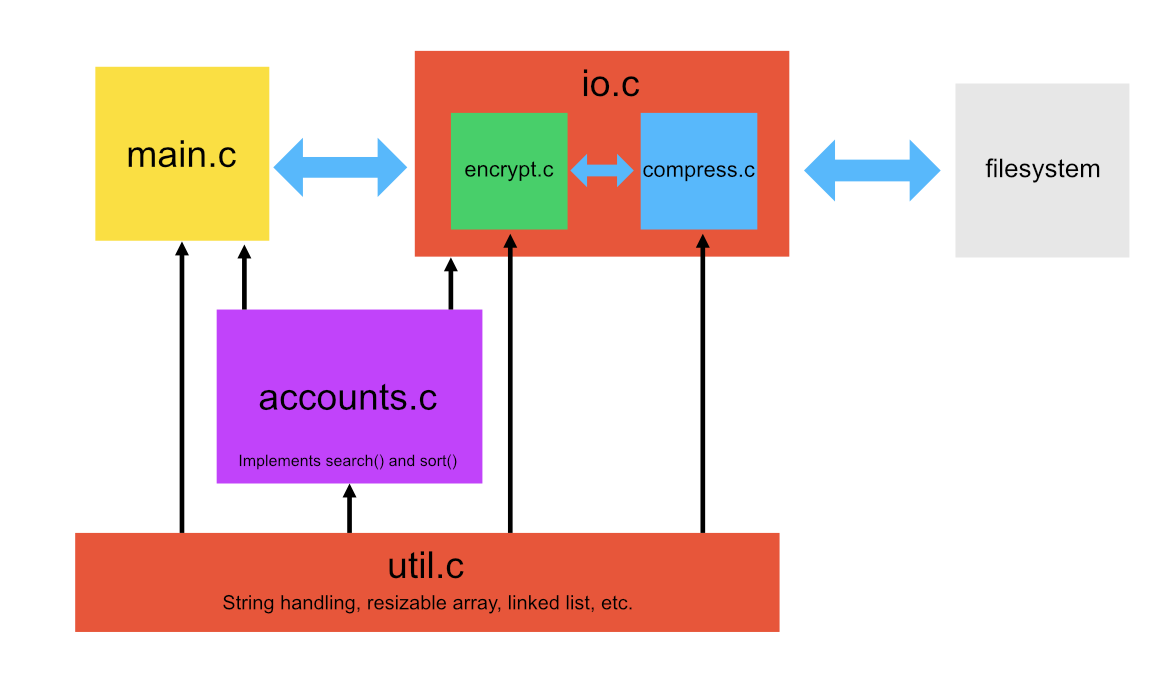 main.c
io.c
encrypt.c
compress.c
filesystem
accounts.c
Implements search() and sort()
util.c
String handling, resizable array, linked list, etc.